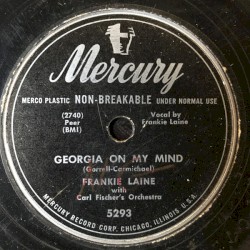 Mercury
MERCO PLASTIC NON-BREAKABLE UNDER NORMAL USE
(2740)
Peer
(BMI)
Vocal by
Frankie Laine
GEORGIA ON MY MIND
(Gorrell-Carmichael)
FRANKIE LAINE
with
Carl Fischer's Orchestra
5293
MERCURY RECORD CORP. CHICAGO, ILLINOIS, U.S.A.